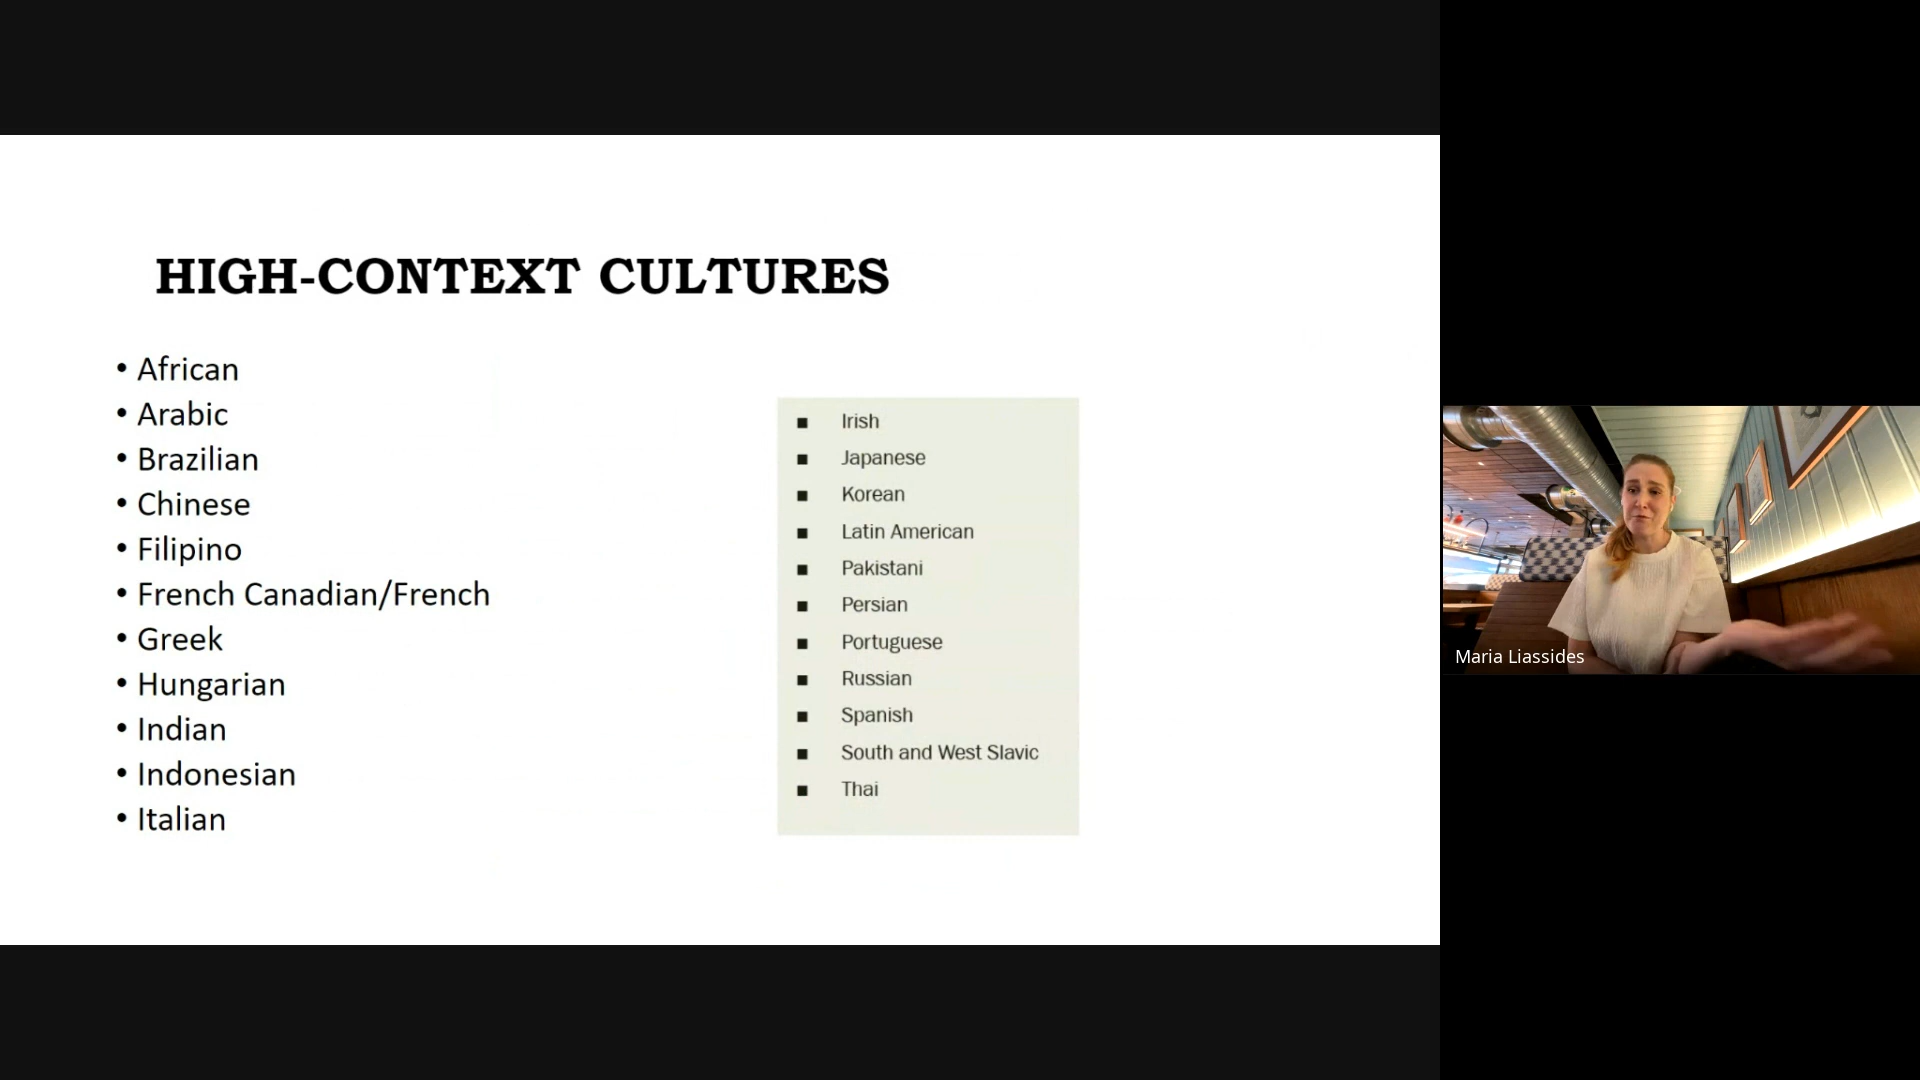 HIGH-CONTEXT CULTURES
• African
• Arabic
• Brazilian
• Chinese
• Filipino
• French Canadian/French
• Greek
• Hungarian
• Indian
• Indonesian
• Italian
■ Irish
■ Japanese
■ Korean
■ Latin American
■ Pakistani
■ Persian
■ Portuguese
■ Russian
■ Spanish
■ South and West Slavic
■ Thai
Maria Liassides